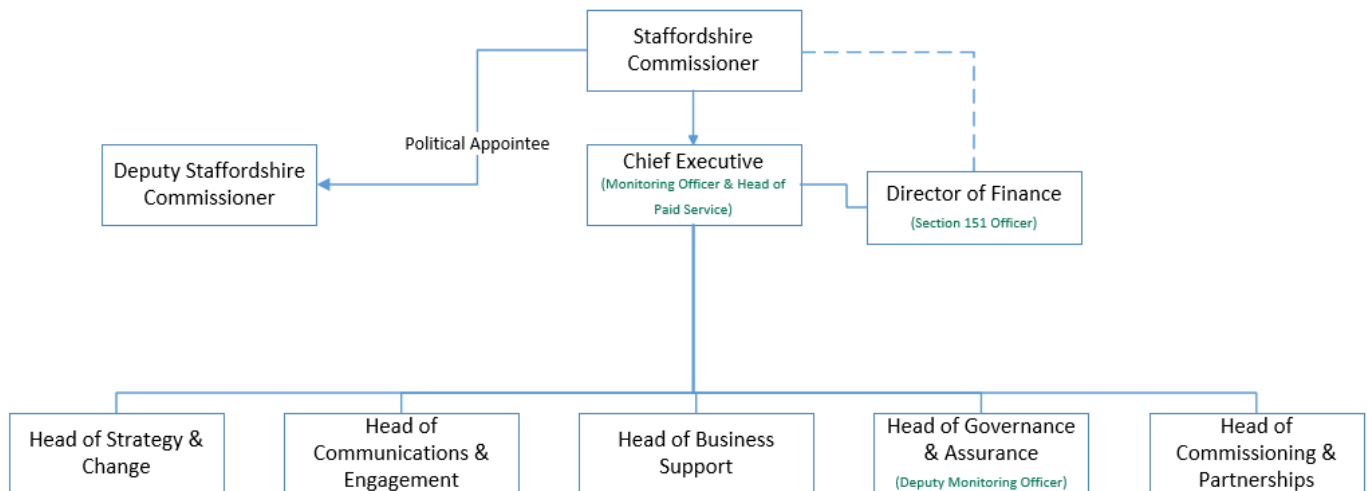 Staffordshire
Commissioner
Political Appointee
Deputy Staffordshire
Commissioner
Chief Executive
(Monitoring Officer & Head of
Paid Service)
Director of Finance
(Section 151 Officer)
Head of Strategy &
Change
Head of
Communications &
Engagement
Head of Business
Support
Head of Governance
& Assurance
(Deputy Monitoring Officer)
Head of
Commissioning &
Partnerships